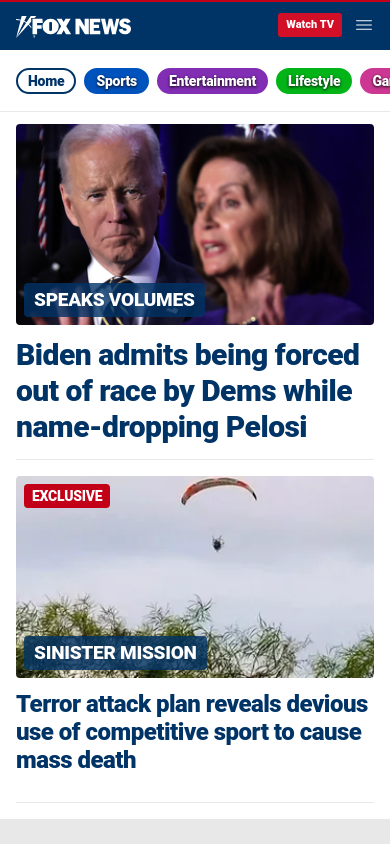 FOX NEWS
Watch TV
Home
Sports
Entertainment
Lifestyle
SPEAKS VOLUMES
Biden admits being forced
out of race by Dems while
name-dropping Pelosi
EXCLUSIVE
SINISTER MISSION
Terror attack plan reveals devious
use of competitive sport to cause
mass death